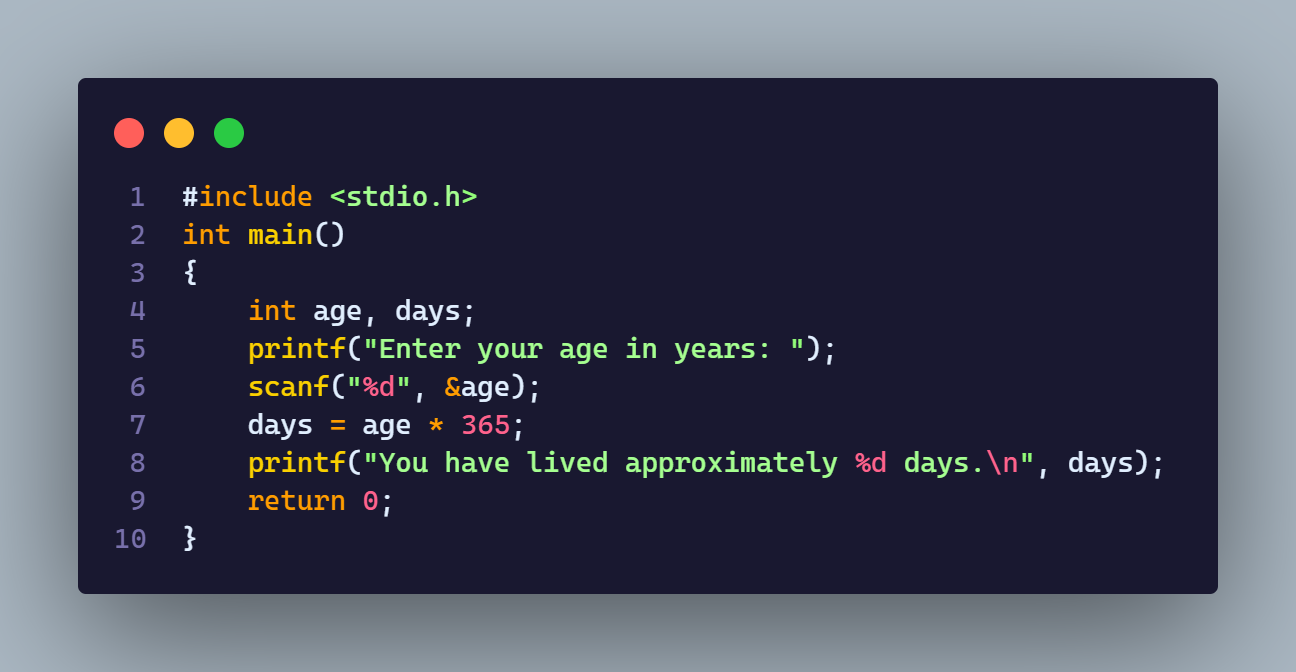 1 #include <stdio.h>
2 int main()
3 {
4     int age, days;
5     printf("Enter your age in years: ");
6     scanf("%d", &age);
7     days = age * 365;
8     printf("You have lived approximately %d days.\n", days);
9     return 0;
10 }